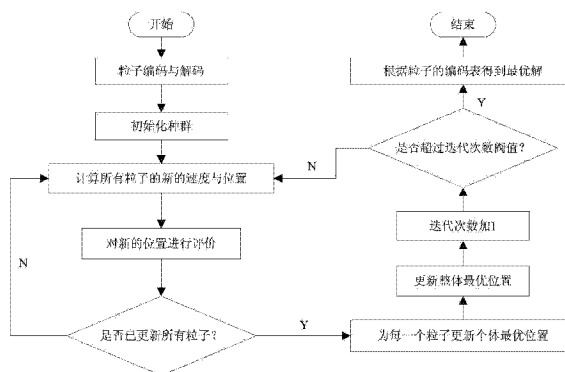 开始
粒子编码与解码
初始化种群
计算所有粒子的新的速度与位置
对新的位置进行评价
N
是否已更新所有粒子?
Y
为每一个粒子更新个体最优位置
更新整体最优位置
迭代次数加1
是否超过迭代次数阀值?
N
Y
根据粒子的编码表得到最优解
结束